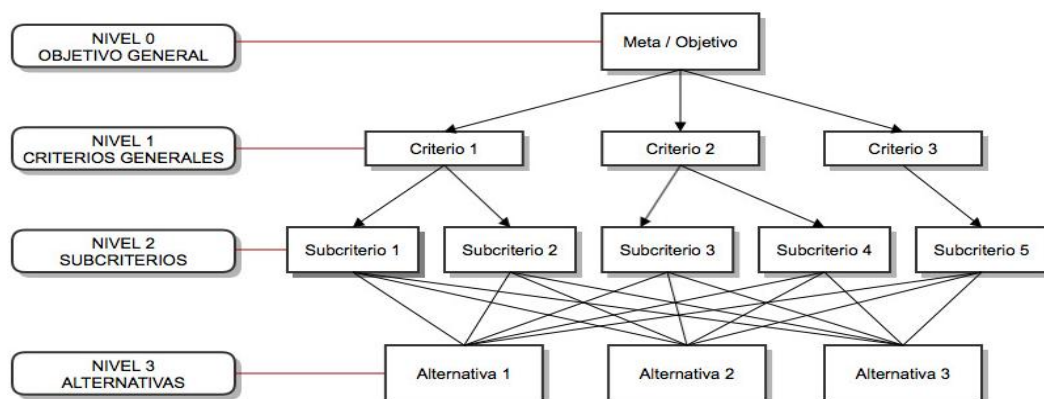 NIVEL 0
OBJETIVO GENERAL
Meta / Objetivo
NIVEL 1
CRITERIOS GENERALES
Criterio 1
Criterio 2
Criterio 3
NIVEL 2
SUBCRITERIOS
Subcriterio 1
Subcriterio 2
Subcriterio 3
Subcriterio 4
Subcriterio 5
NIVEL 3
ALTERNATIVAS
Alternativa 1
Alternativa 2
Alternativa 3